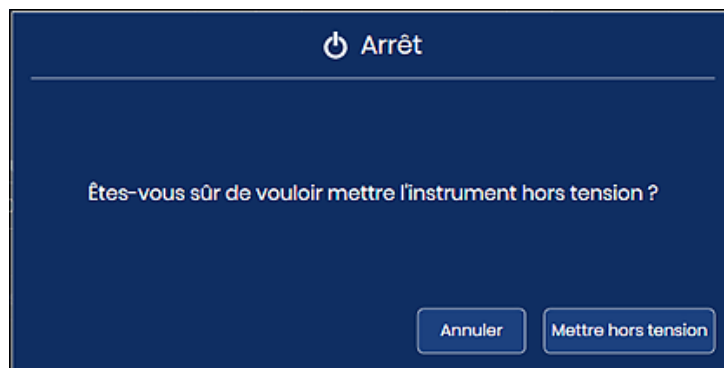 Arrêt
Êtes-vous sûr de vouloir mettre l'instrument hors tension ?
Annuler
Mettre hors tension